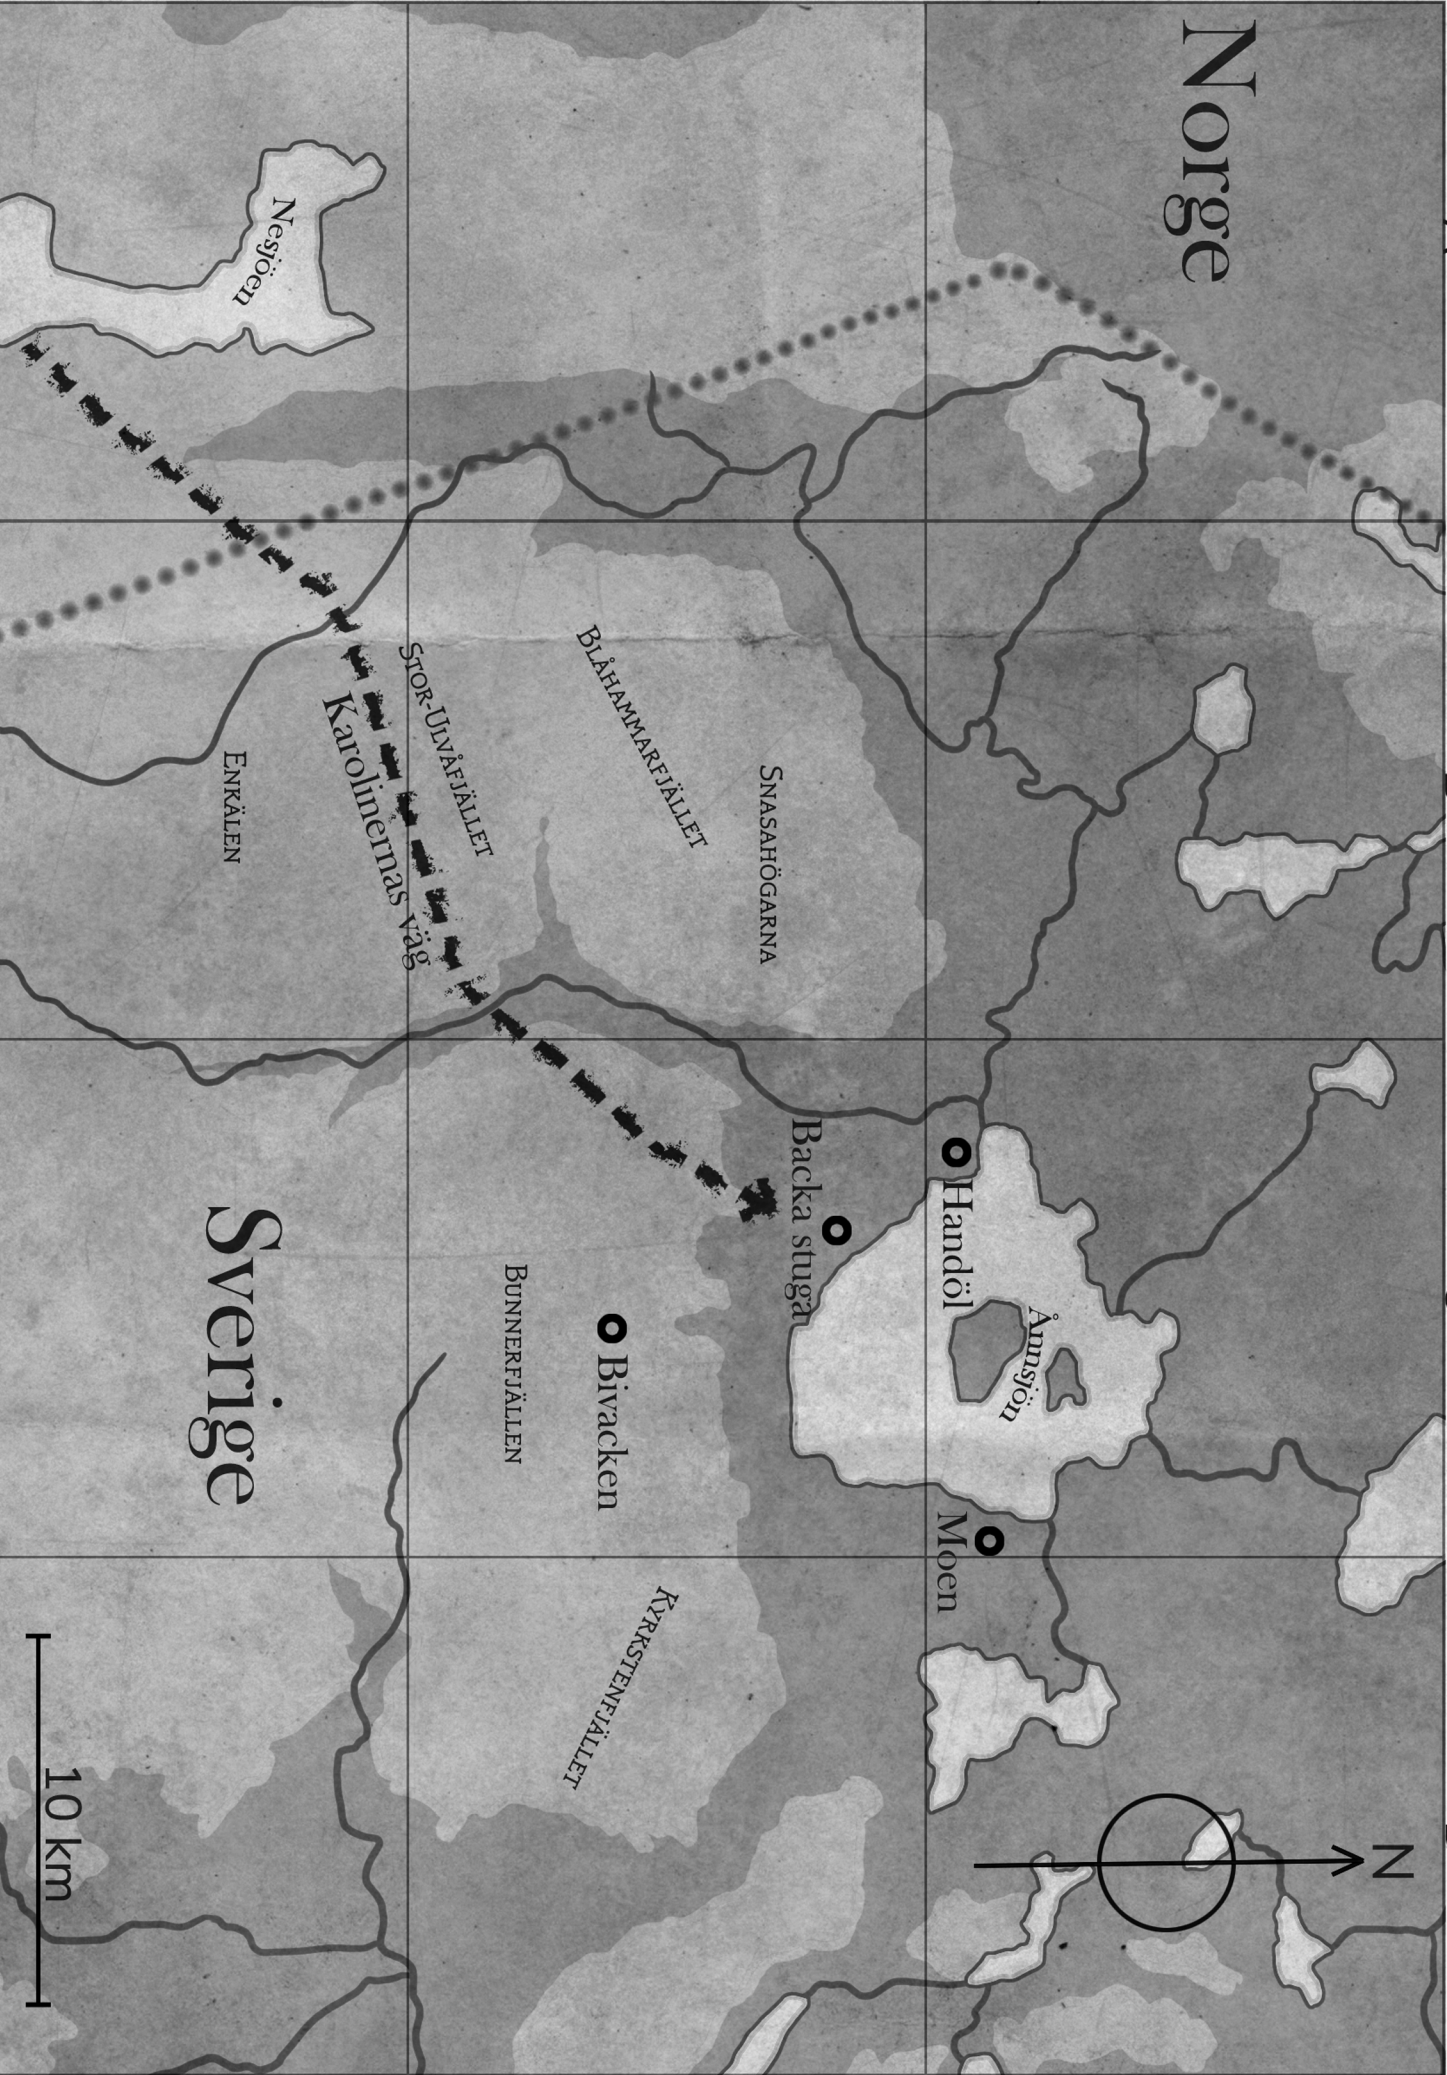 Norge
N
Nesjöen
Ånnsjön
Handöl
Moen
Backa stuga
Snasahögarna
Blåhammarfjället
Bivacken
Kyrkstenfjället
Bunnerfjällen
Stor-Ulvåfjället
Karolinernas väg
Enkälen
Sverige
10 km